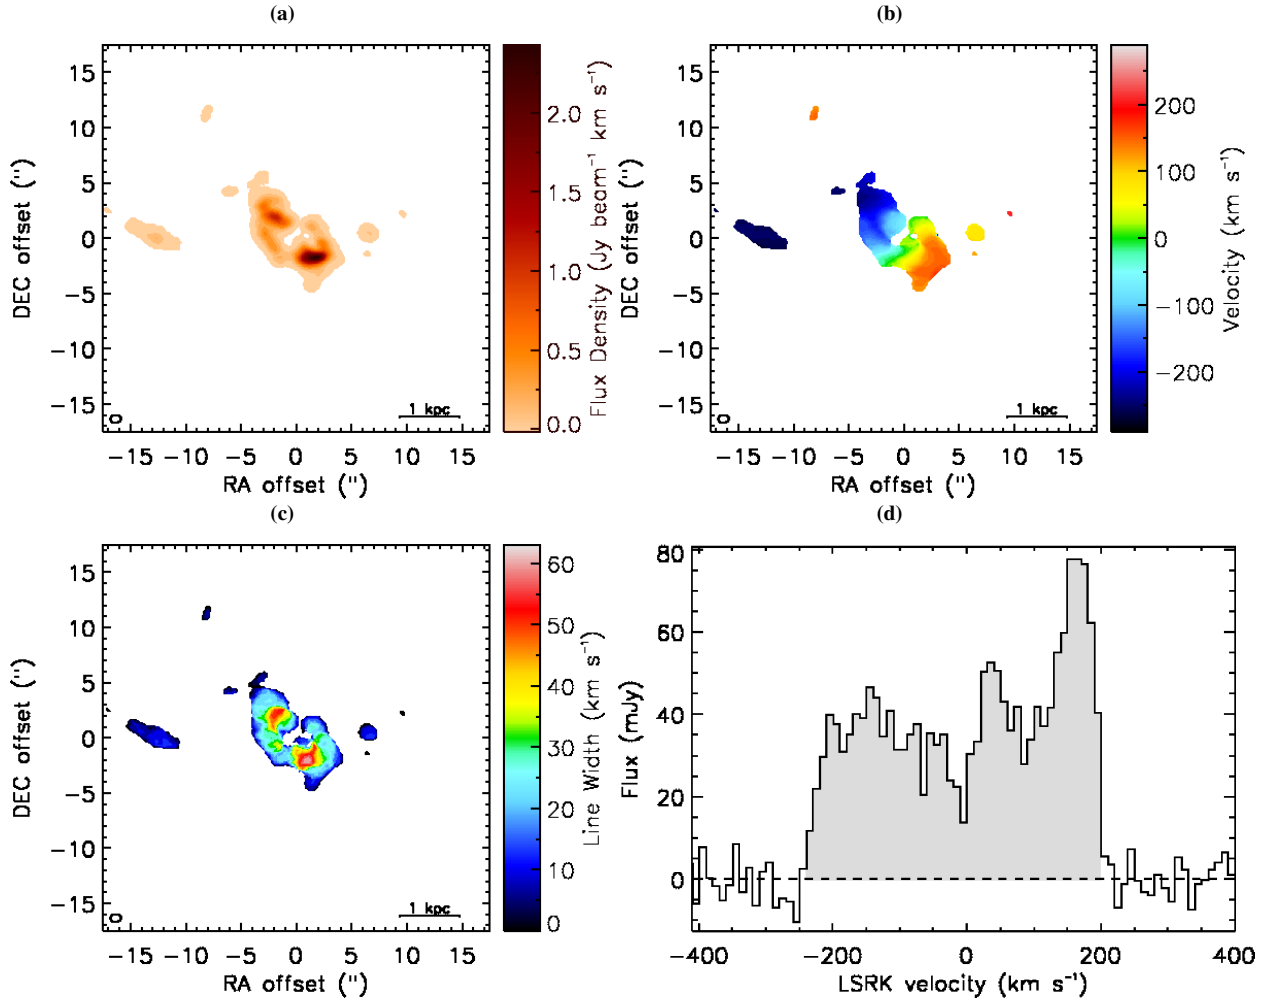 (a)
15
10
5
0
−5
−10
−15
DEC offset (")
−15 −10 −5 0 5 10 15
RA offset (")
1 kpc
2.0
1.5
1.0
0.5
0.0
Flux Density (Jy beam⁻¹ km s⁻¹)
(b)
15
10
5
0
−5
−10
−15
DEC offset (")
−15 −10 −5 0 5 10 15
RA offset (")
1 kpc
200
100
0
−100
−200
Velocity (km s⁻¹)
(c)
15
10
5
0
−5
−10
−15
DEC offset (")
−15 −10 −5 0 5 10 15
RA offset (")
1 kpc
60
50
40
30
20
10
0
Line Width (km s⁻¹)
(d)
80
60
40
20
0
Flux (mJy)
−400 −200 0 200 400
LSRK velocity (km s⁻¹)